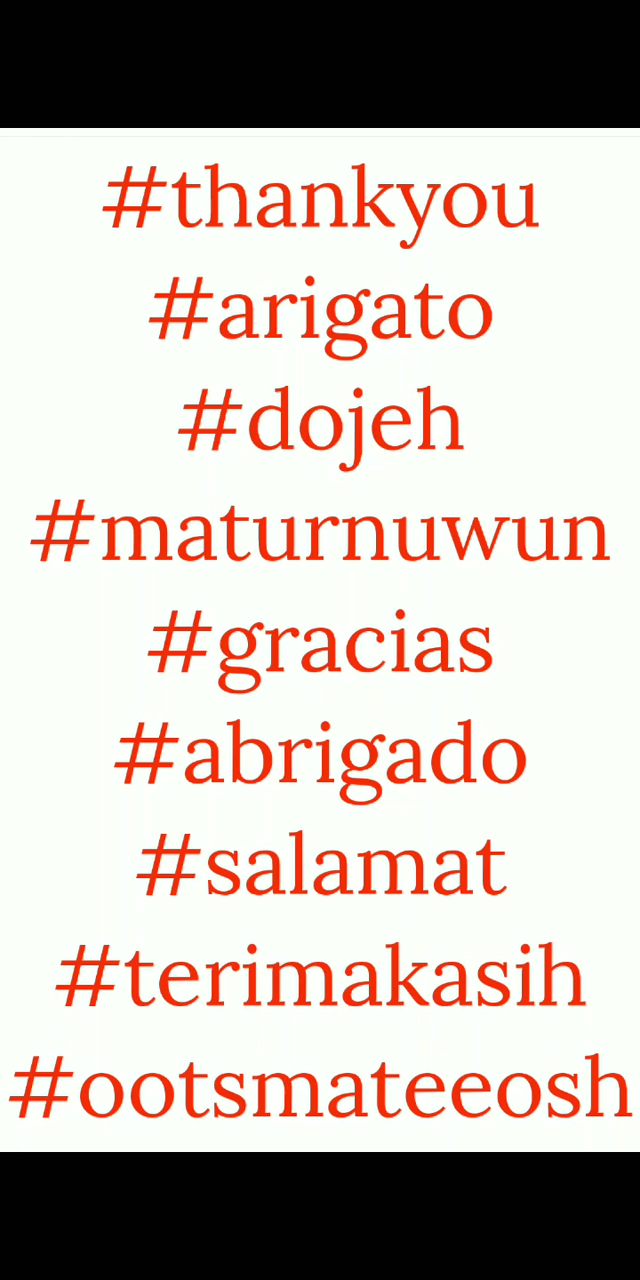 #thankyou
#arigato
#dojeh
#maturnuwun
#gracias
#abrigado
#salamat
#terimakasih
#ootsmateeosh